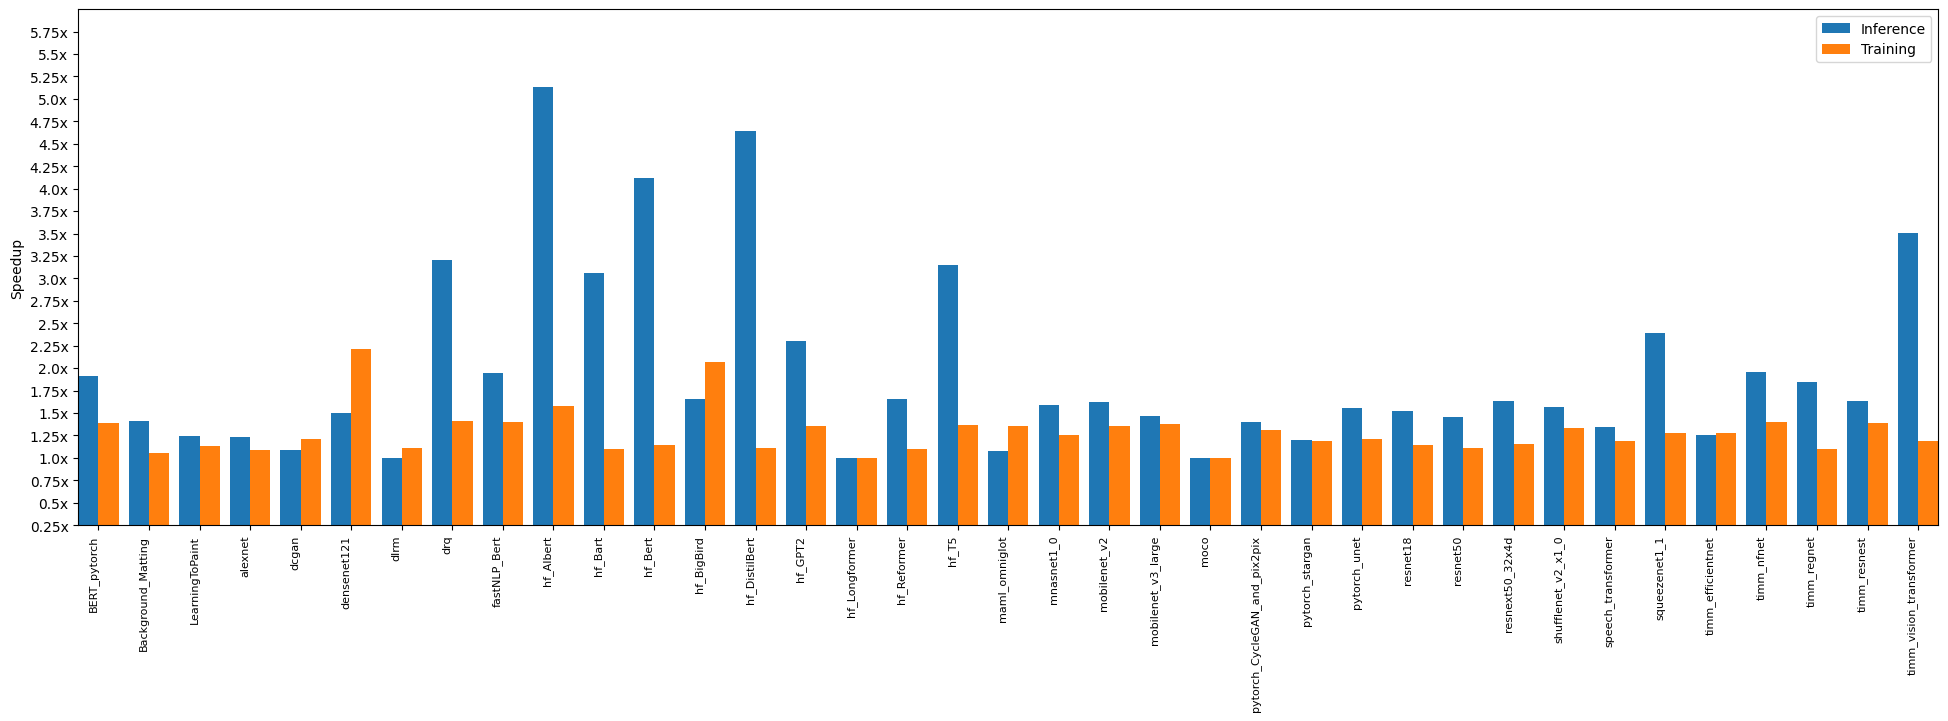 5.75x
5.5x
5.25x
5.0x
4.75x
4.5x
4.25x
4.0x
3.75x
3.5x
3.25x
3.0x
2.75x
2.5x
2.25x
2.0x
1.75x
1.5x
1.25x
1.0x
0.75x
0.5x
0.25x
Speedup
Inference
Training
BERT_pytorch
Background_Matting
LearningToPaint
alexnet
dcgan
densenet121
dlrm
drq
fastNLP_Bert
hf_Albert
hf_Bart
hf_Bert
hf_BigBird
hf_DistilBert
hf_GPT2
hf_Longformer
hf_Reformer
hf_T5
maml_omniglot
mnasnet1_0
mobilenet_v2
mobilenet_v3_large
moco
pytorch_CycleGAN_and_pix2pix
pytorch_stargan
pytorch_unet
resnet18
resnet50
resnext50_32x4d
shufflenet_v2_x1_0
speech_transformer
squeezenet1_1
timm_efficientnet
timm_nfnet
timm_regnet
timm_resnest
timm_vision_transformer